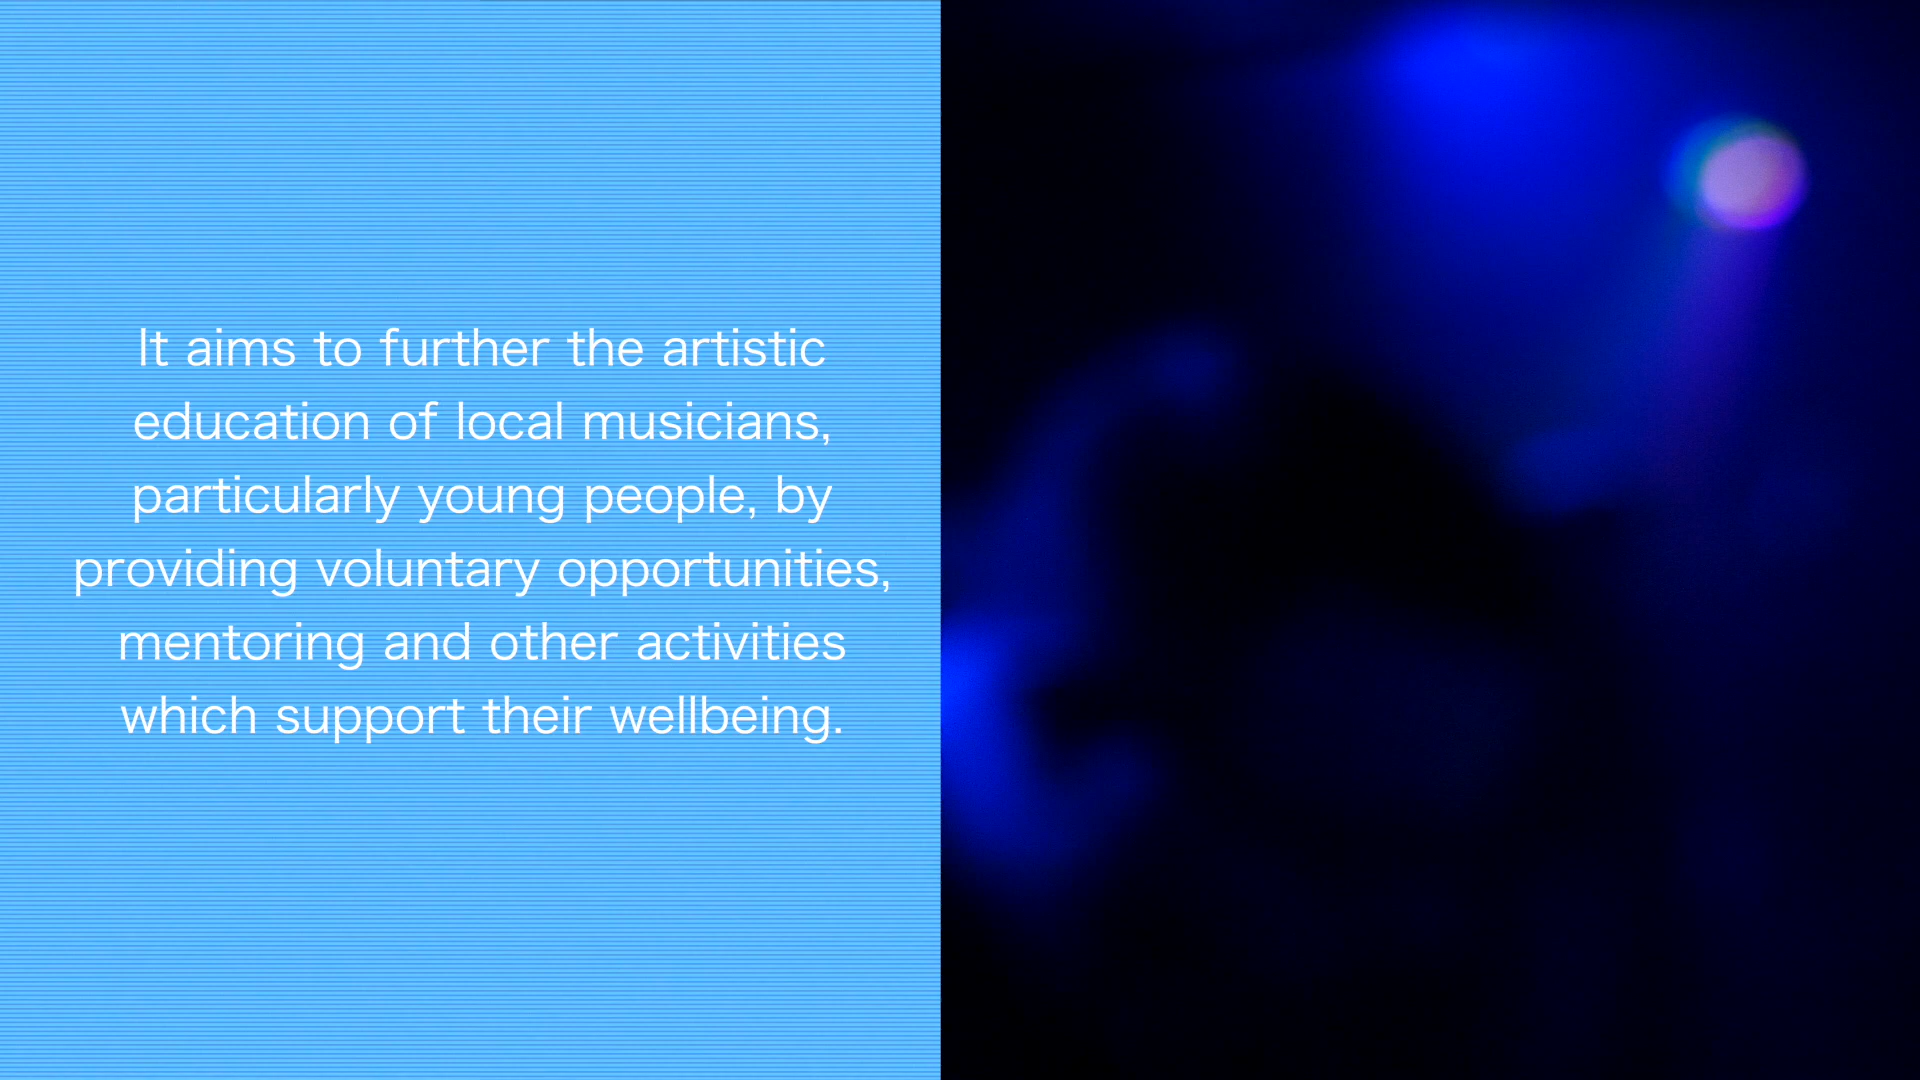 It aims to further the artistic
education of local musicians,
particularly young people, by
providing voluntary opportunities,
mentoring and other activities
which support their wellbeing.